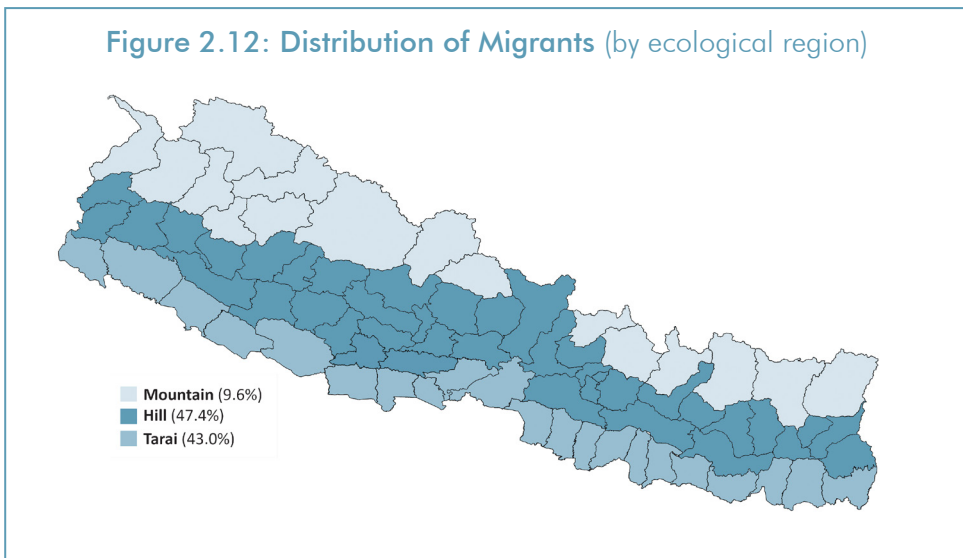 Figure 2.12: Distribution of Migrants (by ecological region)
Mountain (9.6%)
Hill (47.4%)
Tarai (43.0%)